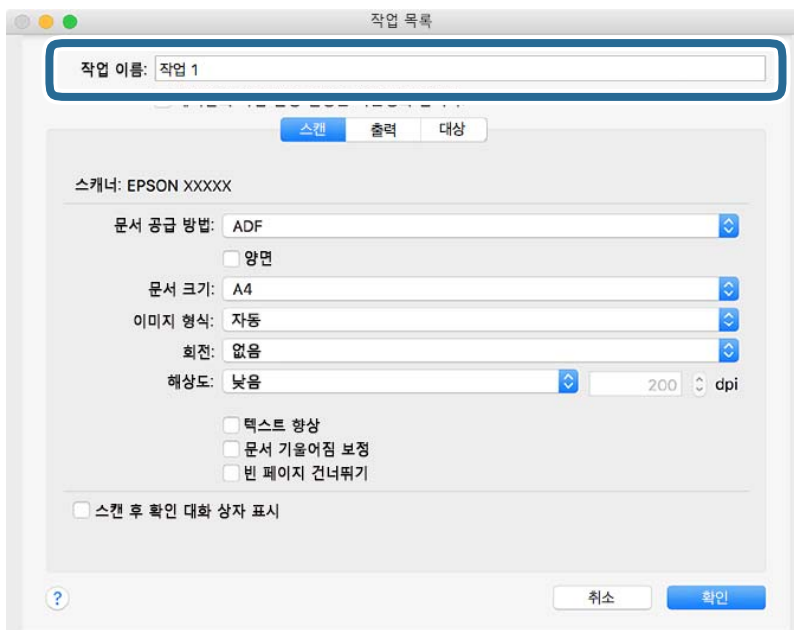 작업 목록
작업 이름: 작업 1
스캔 출력 대상
스캐너: EPSON XXXXX
문서 공급 방법: ADF
양면
문서 크기: A4
이미지 형식: 자동
회전: 없음
해상도: 낮음 200 dpi
텍스트 향상
문서 기울어짐 보정
빈 페이지 건너뛰기
스캔 후 확인 대화 상자 표시
? 취소 확인